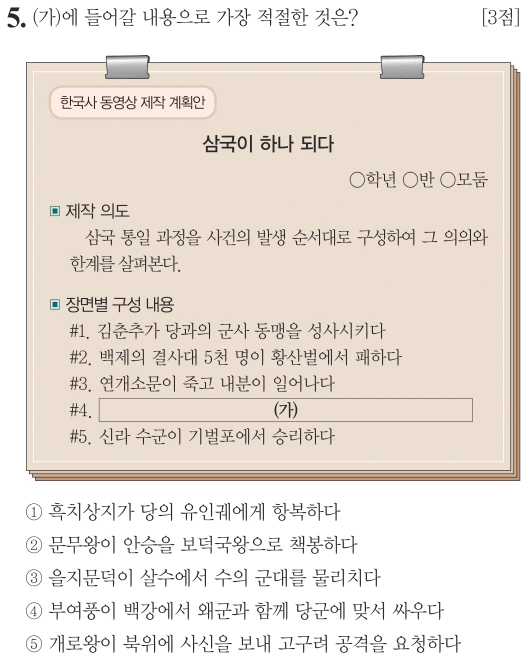 5. (가)에 들어갈 내용으로 가장 적절한 것은? [3점]
한국사 동영상 제작 계획안
삼국이 하나 되다
○학년 ○반 ○모둠
▣ 제작 의도
삼국 통일 과정을 사건의 발생 순서대로 구성하여 그 의의와
한계를 살펴본다.
▣ 장면별 구성 내용
#1. 김춘추가 당과의 군사 동맹을 성사시키다
#2. 백제의 결사대 5천 명이 황산벌에서 패하다
#3. 연개소문이 죽고 내분이 일어나다
#4. (가)
#5. 신라 수군이 기벌포에서 승리하다
① 흑치상지가 당의 유인궤에게 항복하다
② 문무왕이 안승을 보덕국왕으로 책봉하다
③ 을지문덕이 살수에서 수의 군대를 물리치다
④ 부여풍이 백강에서 왜군과 함께 당군에 맞서 싸우다
⑤ 개로왕이 북위에 사신을 보내 고구려 공격을 요청하다